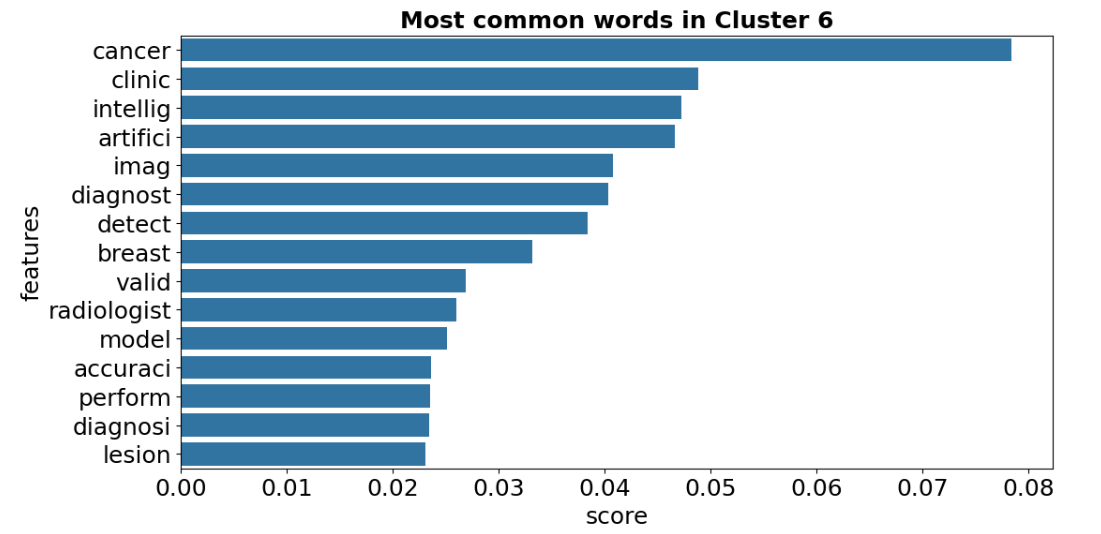 Most common words in Cluster 6
features
cancer
clinic
intellig
artifici
imag
diagnost
detect
breast
valid
radiologist
model
accuraci
perform
diagnosi
lesion
0.00 0.01 0.02 0.03 0.04 0.05 0.06 0.07 0.08
score